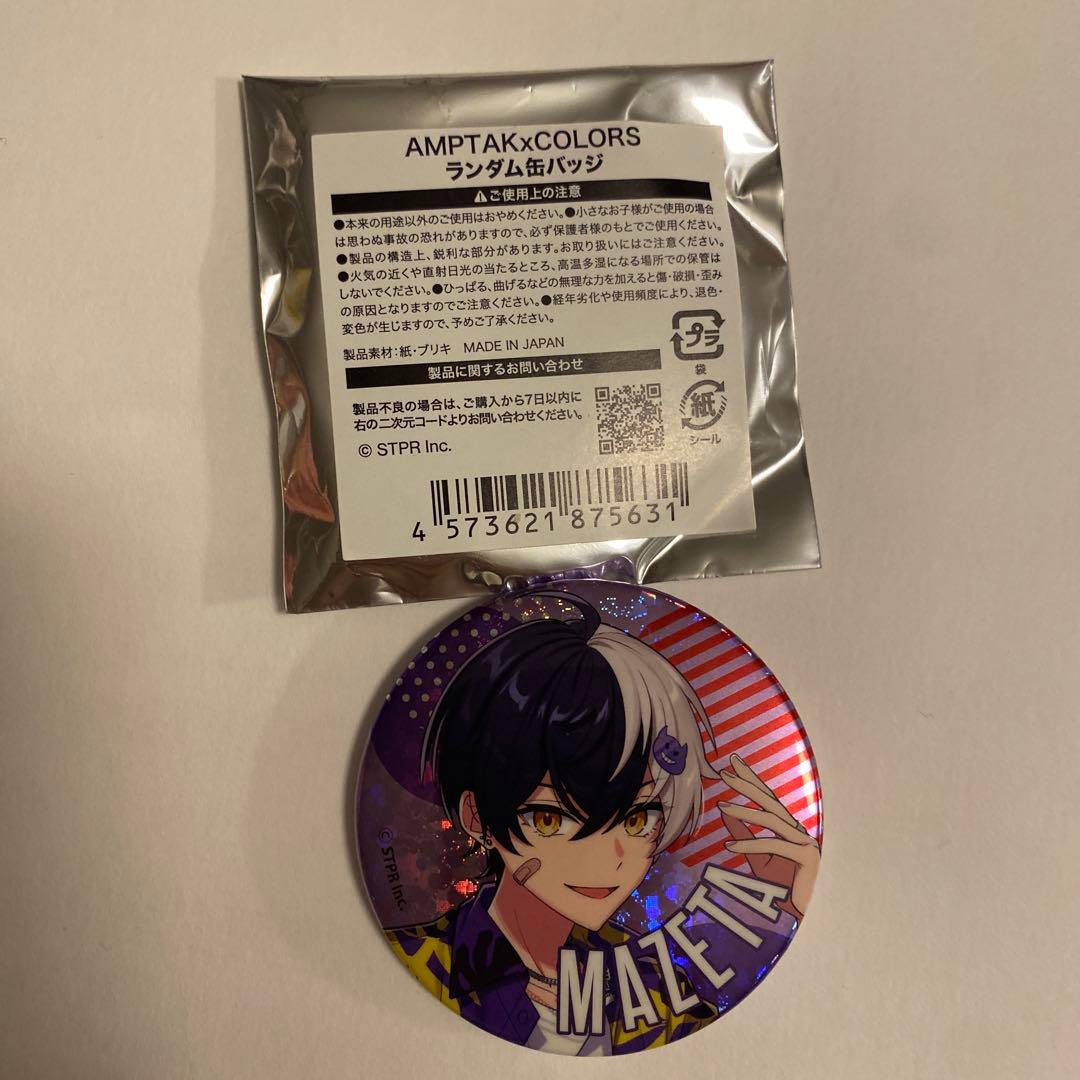 AMPTAKxCOLORS
ランダム缶バッジ
⚠ご使用上の注意
●本来の用途以外のご使用はおやめください。●小さなお子様がご使用の場合
は思わぬ事故の恐れがありますので、必ず保護者様のもとでご使用ください。
●製品の構造上、鋭利な部分があります。お取り扱いにはご注意ください。
●火気の近くや直射日光の当たるところ、高温多湿になる場所での保管は
しないでください。●ひっぱる、曲げるなどの無理な力を加えると傷・破損・歪み
の原因となりますのでご注意ください。●経年劣化や使用頻度により、退色・
変色が生じますので、予めご了承ください。
製品素材:紙・ブリキ MADE IN JAPAN
プラ
袋
製品に関するお問い合わせ
製品不良の場合は、ご購入から7日以内に
右の二次元コードよりお問い合わせください。
紙
シール
© STPR Inc.
4 573621 875631
© STPR Inc.
MAZETA